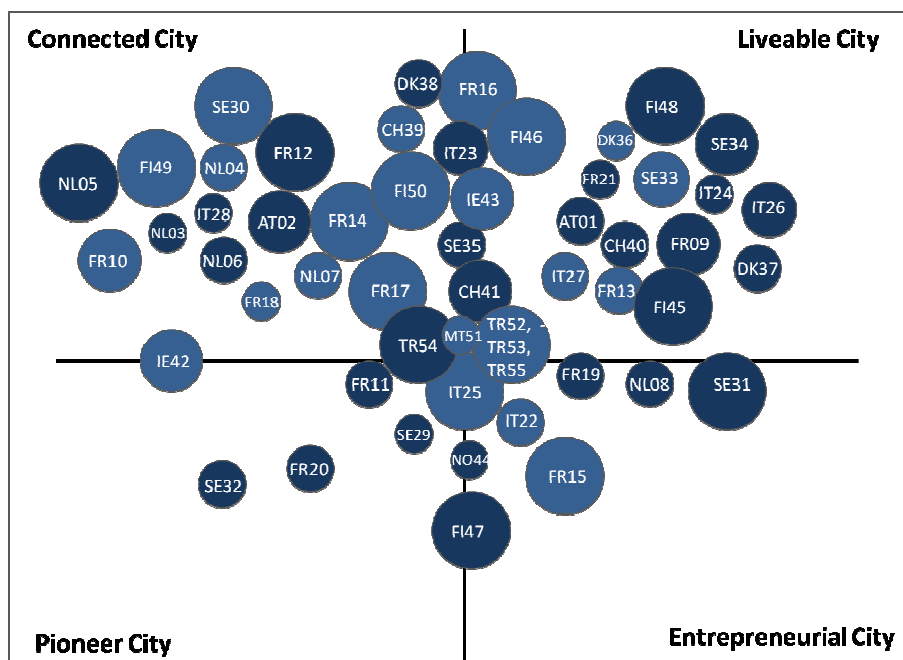 Connected City
Liveable City
DK38
FR16
SE30
FI48
CH39
FI46
DK36
SE34
IT23
FR12
NL04
FI49
NL05
FR21
SE33
IT24
FI50
IE43
IT26
IT28
AT02
FR14
AT01
NL03
SE35
CH40
FR09
FR10
NL06
NL07
IT27
DK37
FR18
FR17
CH41
FR13
FI45
MT51
TR52,
TR53,
TR55
TR54
IE42
FR11
FR19
NL08
SE31
IT25
IT22
SE29
NO44
FR20
FR15
SE32
FI47
Pioneer City
Entrepreneurial City